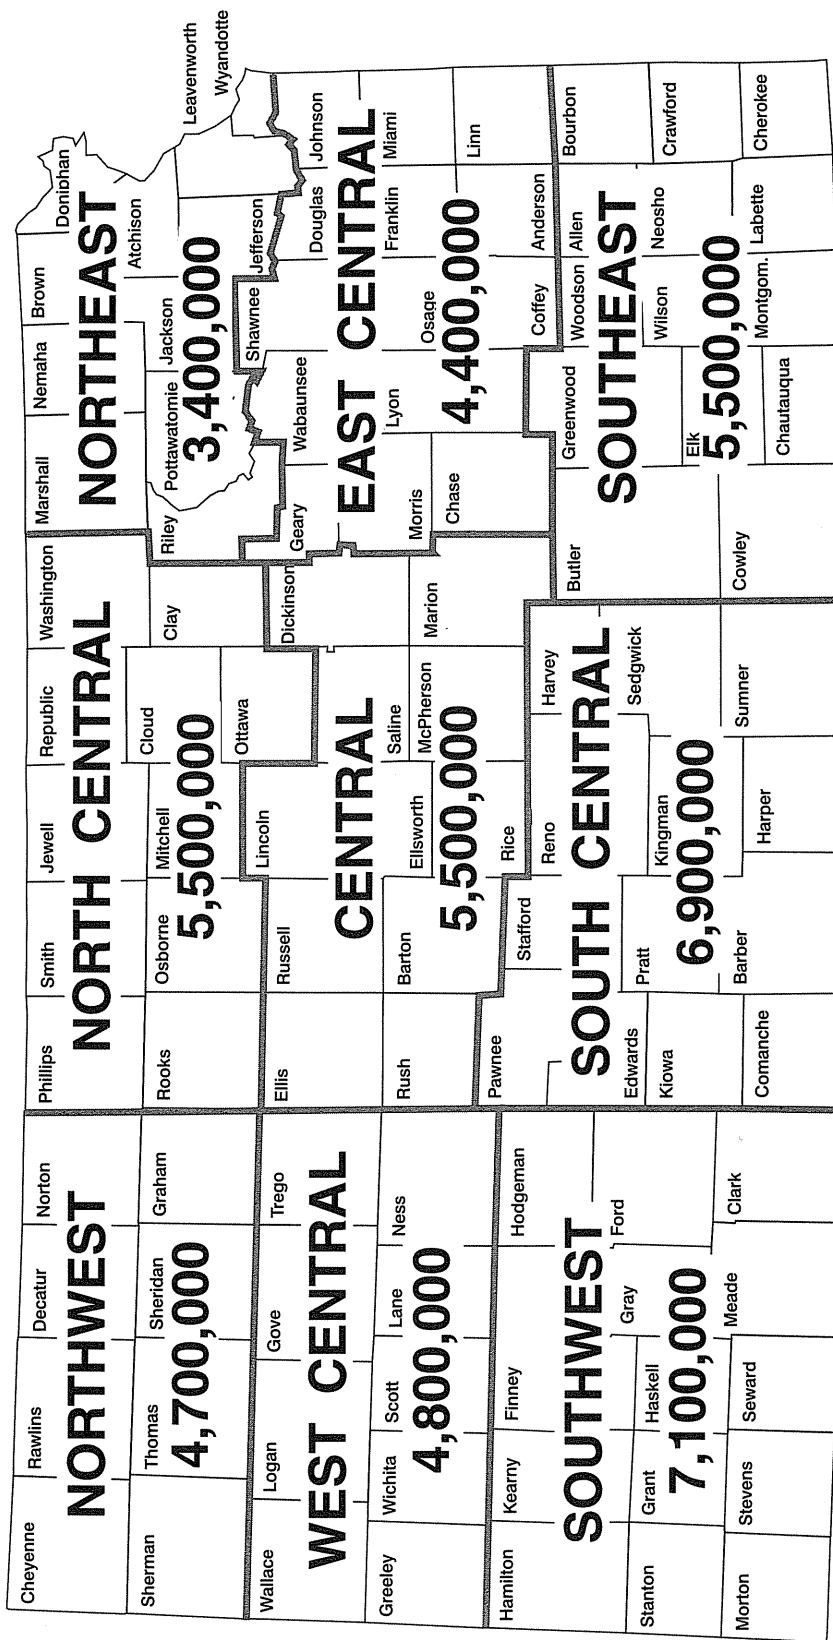 Cheyenne
Rawlins
Decatur
Norton
NORTHWEST
Sherman
Thomas
Sheridan
Graham
4,700,000
Wallace
Logan
Gove
Trego
WEST CENTRAL
Greeley
Wichita
Scott
Lane
Ness
4,800,000
Hamilton
Kearny
Finney
Hodgeman
SOUTHWEST
Gray
Ford
Stanton
Grant
Haskell
7,100,000
Morton
Stevens
Seward
Meade
Clark
Phillips
Smith
Jewell
Republic
Washington
NORTH CENTRAL
Rooks
Osborne
Mitchell
Cloud
Clay
5,500,000
Ottawa
Ellis
Russell
Lincoln
Dickinson
CENTRAL
Rush
Barton
Ellsworth
Saline
McPherson
Marion
5,500,000
Rice
Pawnee
Stafford
Reno
Harvey
SOUTH CENTRAL
Edwards
Pratt
Kingman
Sedgwick
Kiowa
6,900,000
Comanche
Barber
Harper
Sumner
Marshall
Nemaha
Brown
Donibhan
NORTHEAST
Atchison
Riley
Pottawatomie
Jackson
3,400,000
Jefferson
Leavenworth
Wyandotte
Geary
Wabaunsee
Shawnee
Douglas
Johnson
EAST CENTRAL
Morris
Lyon
Osage
Franklin
Miami
Chase
4,400,000
Coffey
Anderson
Linn
Butler
Greenwood
Woodson
Allen
Bourbon
SOUTHEAST
Wilson
Neosho
Crawford
Elk
5,500,000
Cowley
Chautauqua
Montgom.
Labette
Cherokee